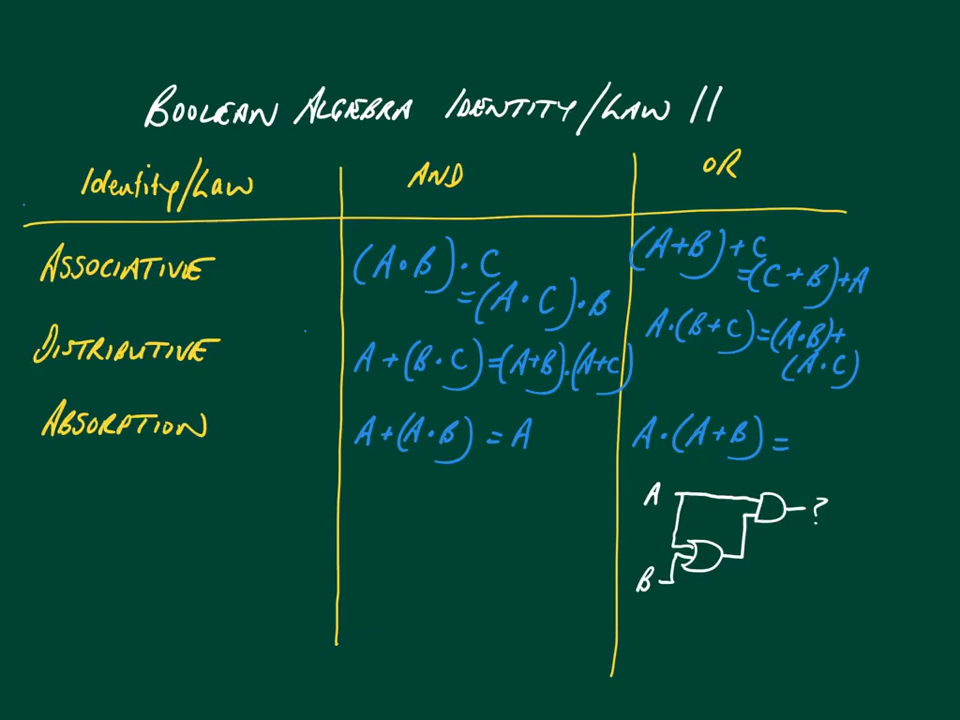 BOOLEAN ALGEBRA IDENTITY/LAW II
Identity/Law AND OR
ASSOCIATIVE (A•B)•C =(A•C)•B (A+B)+C =(C+B)+A
DISTRIBUTIVE A+(B•C)=(A+B).(A+C) A.(B+C)=(A•B)+ (A.C)
ABSORPTION A+(A•B) = A A•(A+B) =
A ?
B